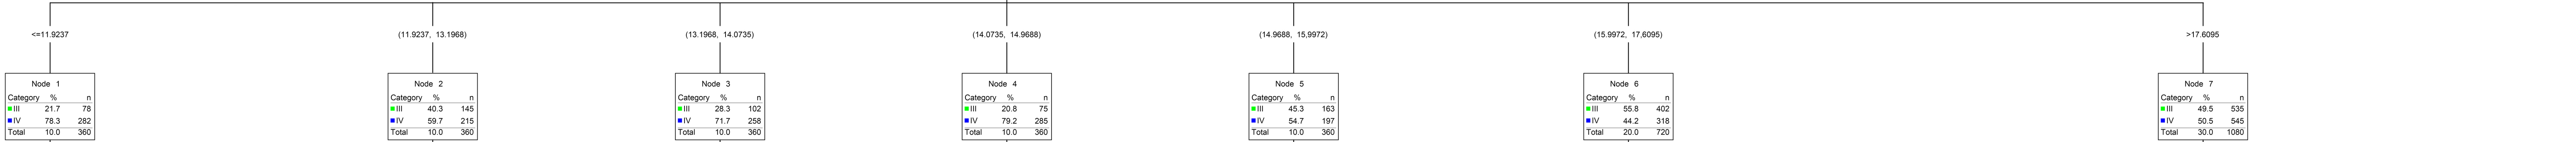 <=11.9237
(11.9237, 13.1968)
(13.1968, 14.0735)
(14.0735, 14.9688)
(14.9688, 15,9972)
(15.9972, 17,6095)
>17.6095
Node 1
Category % n
III 21.7 78
IV 78.3 282
Total 10.0 360
Node 2
Category % n
III 40.3 145
IV 59.7 215
Total 10.0 360
Node 3
Category % n
III 28.3 102
IV 71.7 258
Total 10.0 360
Node 4
Category % n
III 20.8 75
IV 79.2 285
Total 10.0 360
Node 5
Category % n
III 45.3 163
IV 54.7 197
Total 10.0 360
Node 6
Category % n
III 55.8 402
IV 44.2 318
Total 20.0 720
Node 7
Category % n
III 49.5 535
IV 50.5 545
Total 30.0 1080